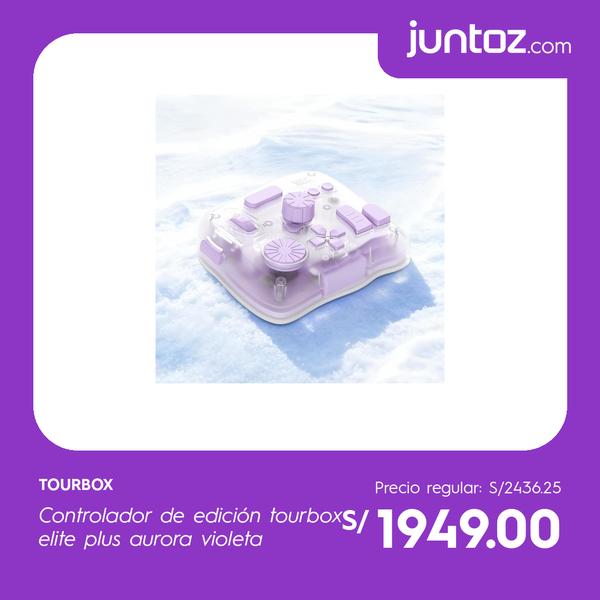 juntoz.com
TOURBOX
Controlador de edición tourbox
elite plus aurora violeta
Precio regular: S/2436.25
S/ 1949.00